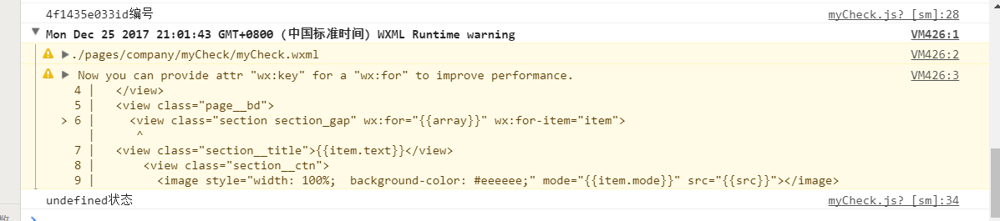 4f1435e033id编号 myCheck.js? [sm]:28
Mon Dec 25 2017 21:01:43 GMT+0800 (中国标准时间) WXML Runtime warning VM426:1
./pages/company/myCheck/myCheck.wxml VM426:2
Now you can provide attr "wx:key" for a "wx:for" to improve performance. VM426:3
4 |   </view>
5 |   <view class="page__bd">
> 6 |     <view class="section section_gap" wx:for="{{array}}" wx:for-item="item">
|      ^
7 |   <view class="section__title">{{item.text}}</view>
8 |       <view class="section__ctn">
9 |         <image style="width: 100%;  background-color: #eeeeee;" mode="{{item.mode}}" src="{{src}}"></image>
undefined状态 myCheck.js? [sm]:34